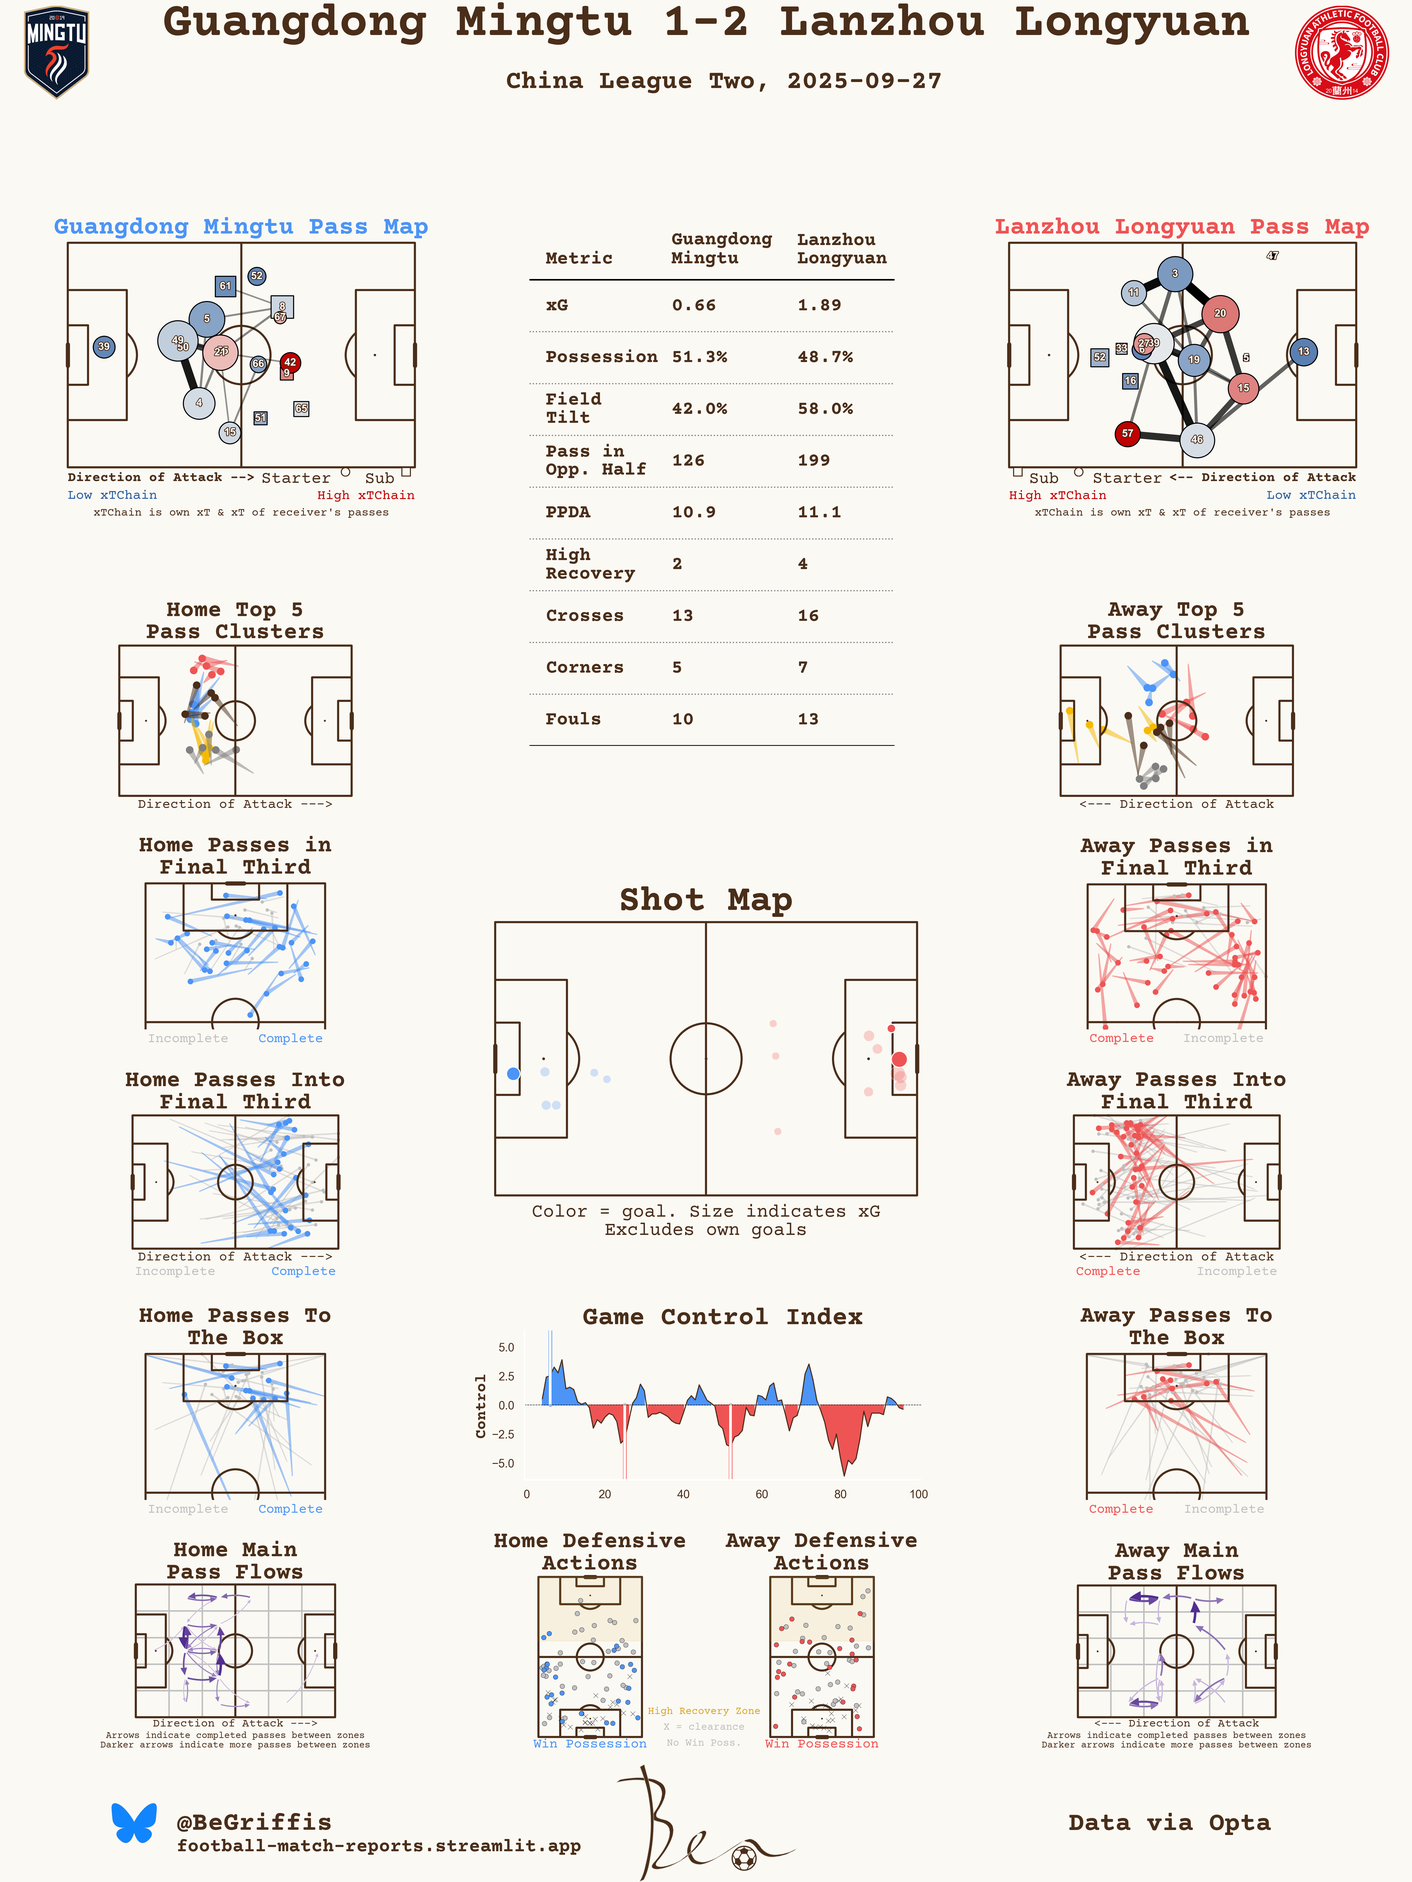 Guangdong Mingtu 1-2 Lanzhou Longyuan
China League Two, 2025-09-27
2019
MINGTU
LONGYUAN ATHLETIC FOOTBALL CLUB
20 蘭州 14
Guangdong Mingtu Pass Map
39
61
52
8
67
5
49
50
66
42
9
4
15
51
65
Direction of Attack --> Starter Sub
Low xTChain High xTChain
xTChain is own xT & xT of receiver's passes
Metric Guangdong Mingtu Lanzhou Longyuan
xG 0.66 1.89
Possession 51.3% 48.7%
Field Tilt 42.0% 58.0%
Pass in Opp. Half 126 199
PPDA 10.9 11.1
High Recovery 2 4
Crosses 13 16
Corners 5 7
Fouls 10 13
Lanzhou Longyuan Pass Map
47
3
11
20
27
39
33
52
6
19
5
13
16
15
57
46
Sub Starter <-- Direction of Attack
High xTChain Low xTChain
xTChain is own xT & xT of receiver's passes
Home Top 5
Pass Clusters
Direction of Attack --->
Away Top 5
Pass Clusters
<--- Direction of Attack
Home Passes in
Final Third
Incomplete Complete
Away Passes in
Final Third
Complete Incomplete
Shot Map
Color = goal. Size indicates xG
Excludes own goals
Home Passes Into
Final Third
Direction of Attack --->
Incomplete Complete
Away Passes Into
Final Third
<--- Direction of Attack
Complete Incomplete
Home Passes To
The Box
Incomplete Complete
Game Control Index
Control
5.0
2.5
0.0
−2.5
−5.0
0 20 40 60 80 100
Away Passes To
The Box
Complete Incomplete
Home Main
Pass Flows
Direction of Attack --->
Arrows indicate completed passes between zones
Darker arrows indicate more passes between zones
Home Defensive
Actions
Win Possession
Away Defensive
Actions
Win Possession
High Recovery Zone
X = clearance
No Win Poss.
Away Main
Pass Flows
<--- Direction of Attack
Arrows indicate completed passes between zones
Darker arrows indicate more passes between zones
@BeGriffis
football-match-reports.streamlit.app
Ben
Data via Opta